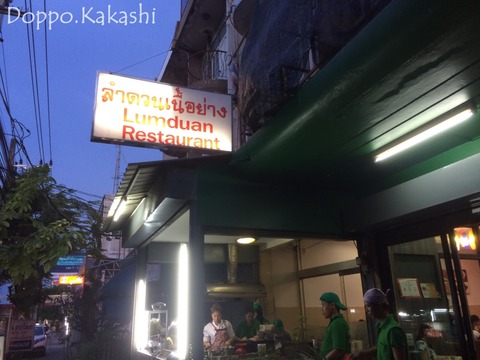 Doppo.Kakashi
ลำดวนเนื้อย่าง
Lumduan
Restaurant